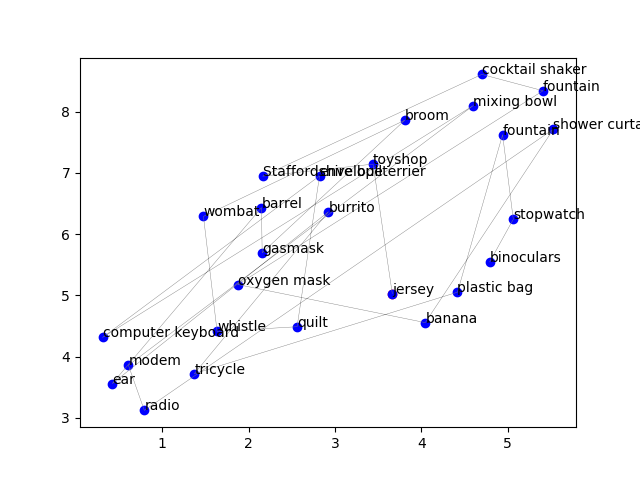 cocktail shaker
fountain
mixing bowl
broom
fountain
shower curta
toyshop
Staffordshire bullterrier
envelope
barrel
burrito
wombat
stopwatch
gasmask
binoculars
oxygen mask
plastic bag
jersey
banana
quilt
whistle
computer keyboard
modem
tricycle
ear
radio
8
7
6
5
4
3
1
2
3
4
5